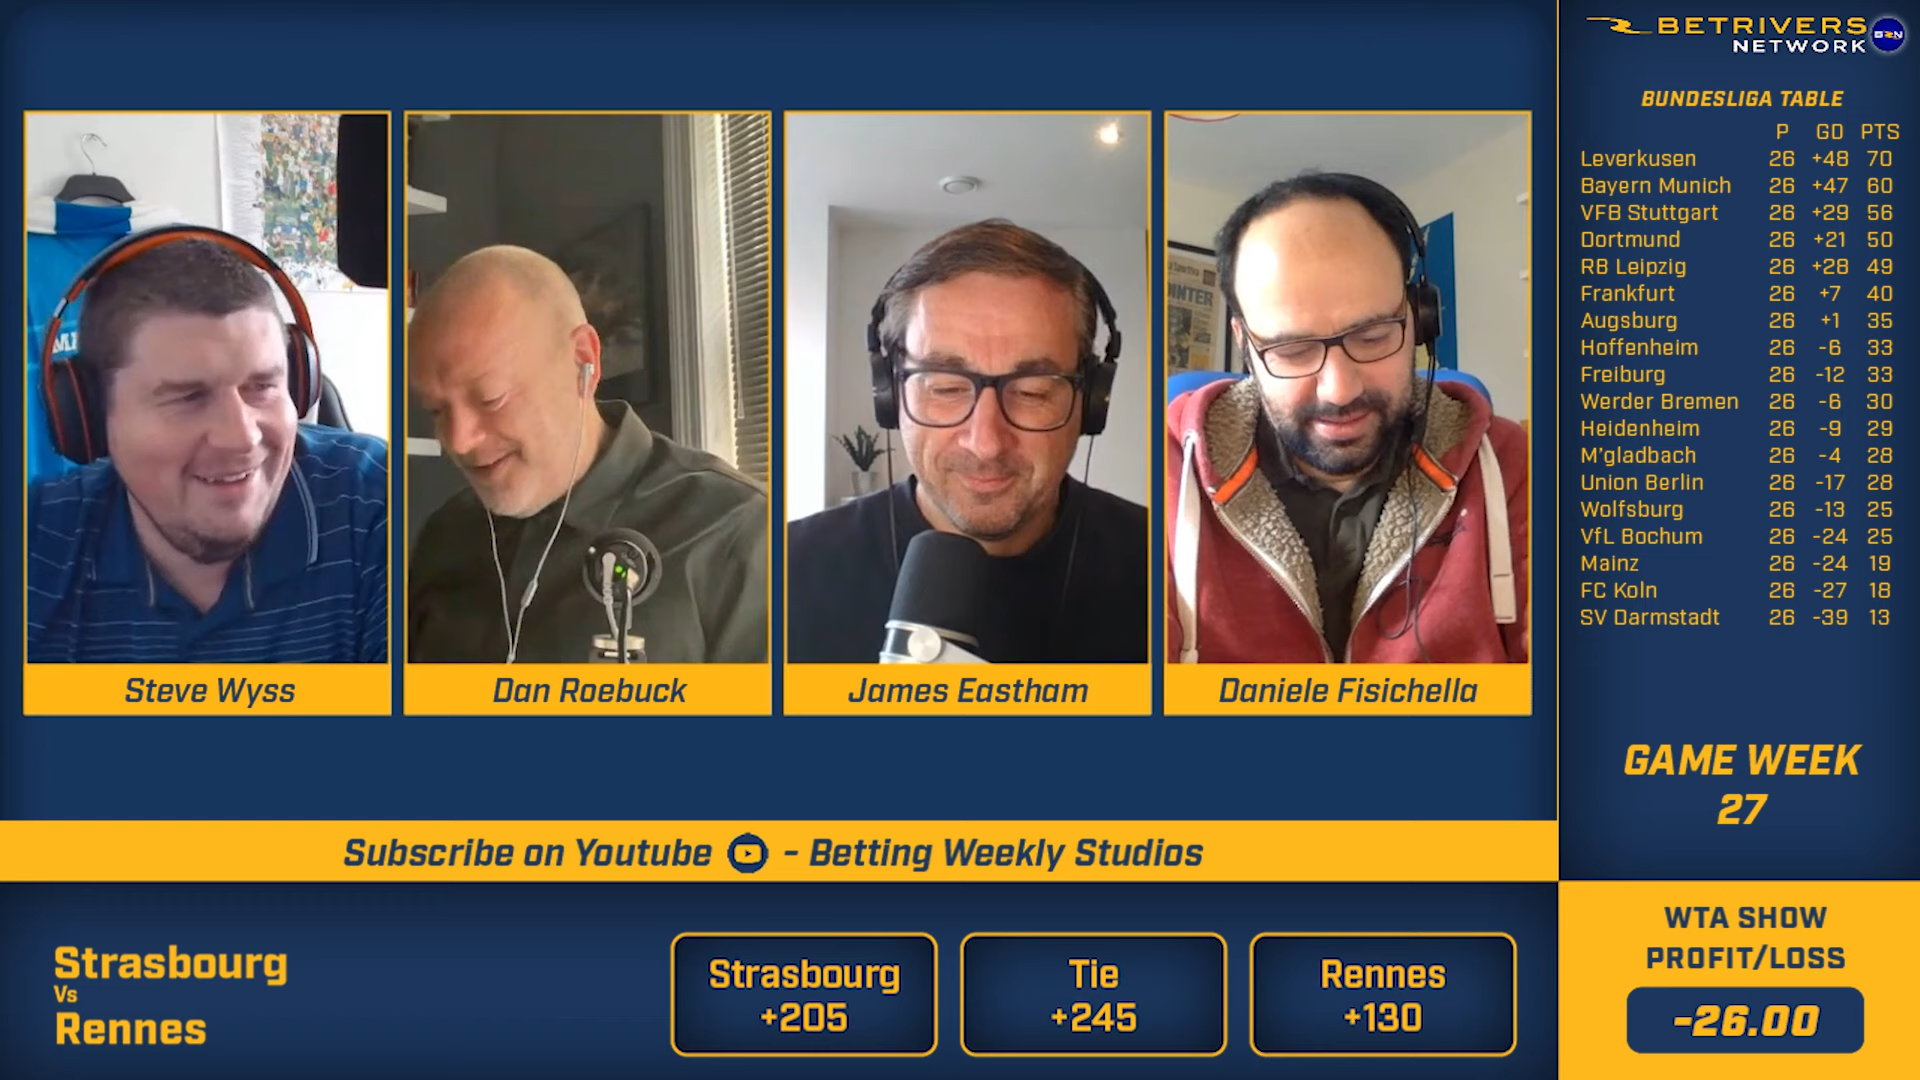 BETRIVERS
NETWORK
BUNDESLIGA TABLE
P GD PTS
Leverkusen 26 +48 70
Bayern Munich 26 +47 60
VFB Stuttgart 26 +29 56
Dortmund 26 +21 50
RB Leipzig 26 +28 49
Frankfurt 26 +7 40
Augsburg 26 +1 35
Hoffenheim 26 -6 33
Freiburg 26 -12 33
Werder Bremen 26 -6 30
Heidenheim 26 -9 29
M'gladbach 26 -4 28
Union Berlin 26 -17 28
Wolfsburg 26 -13 25
VfL Bochum 26 -24 25
Mainz 26 -24 19
FC Koln 26 -27 18
SV Darmstadt 26 -39 13
Steve Wyss
Dan Roebuck
James Eastham
Daniele Fisichella
GAME WEEK
27
Subscribe on Youtube - Betting Weekly Studios
Strasbourg
Vs
Rennes
Strasbourg
+205
Tie
+245
Rennes
+130
WTA SHOW
PROFIT/LOSS
-26.00